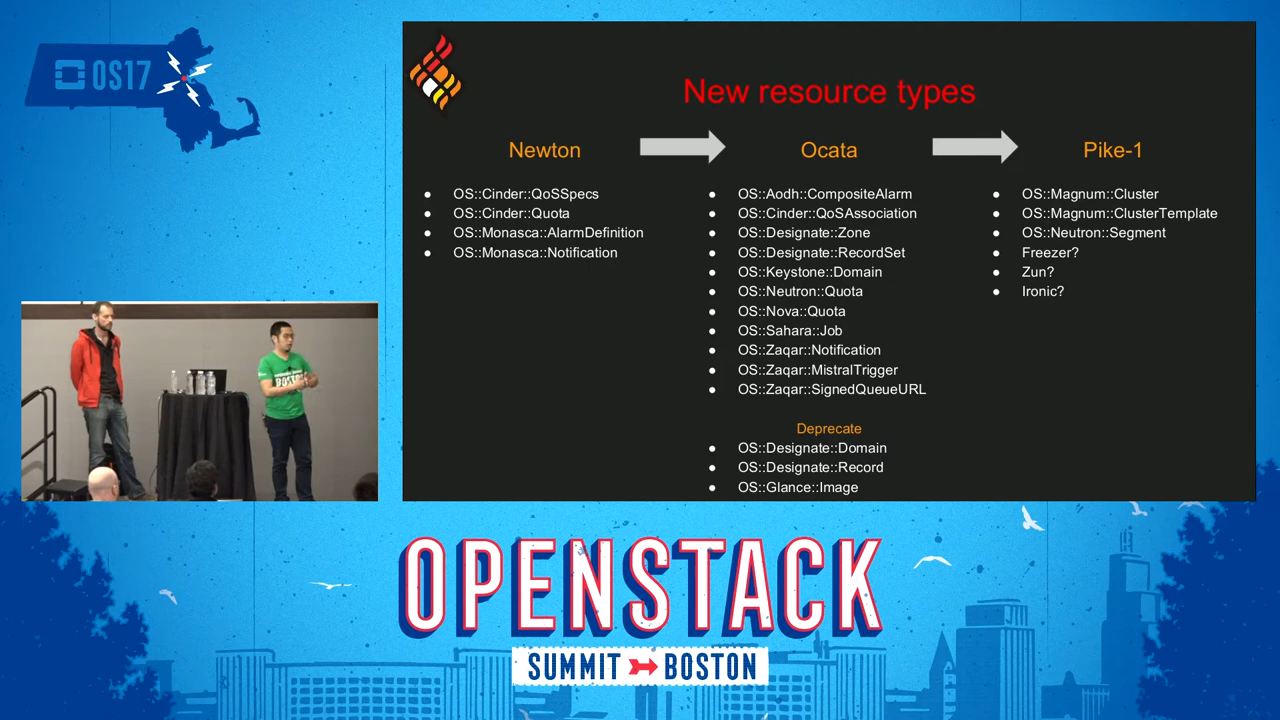 OS17
New resource types
Newton
OS::Cinder::QoSSpecs
OS::Cinder::Quota
OS::Monasca::AlarmDefinition
OS::Monasca::Notification
Ocata
OS::Aodh::CompositeAlarm
OS::Cinder::QoSAssociation
OS::Designate::Zone
OS::Designate::RecordSet
OS::Keystone::Domain
OS::Neutron::Quota
OS::Nova::Quota
OS::Sahara::Job
OS::Zaqar::Notification
OS::Zaqar::MistralTrigger
OS::Zaqar::SignedQueueURL
Deprecate
OS::Designate::Domain
OS::Designate::Record
OS::Glance::Image
Pike-1
OS::Magnum::Cluster
OS::Magnum::ClusterTemplate
OS::Neutron::Segment
Freezer?
Zun?
Ironic?
BOSTON
OPENSTACK
SUMMIT BOSTON